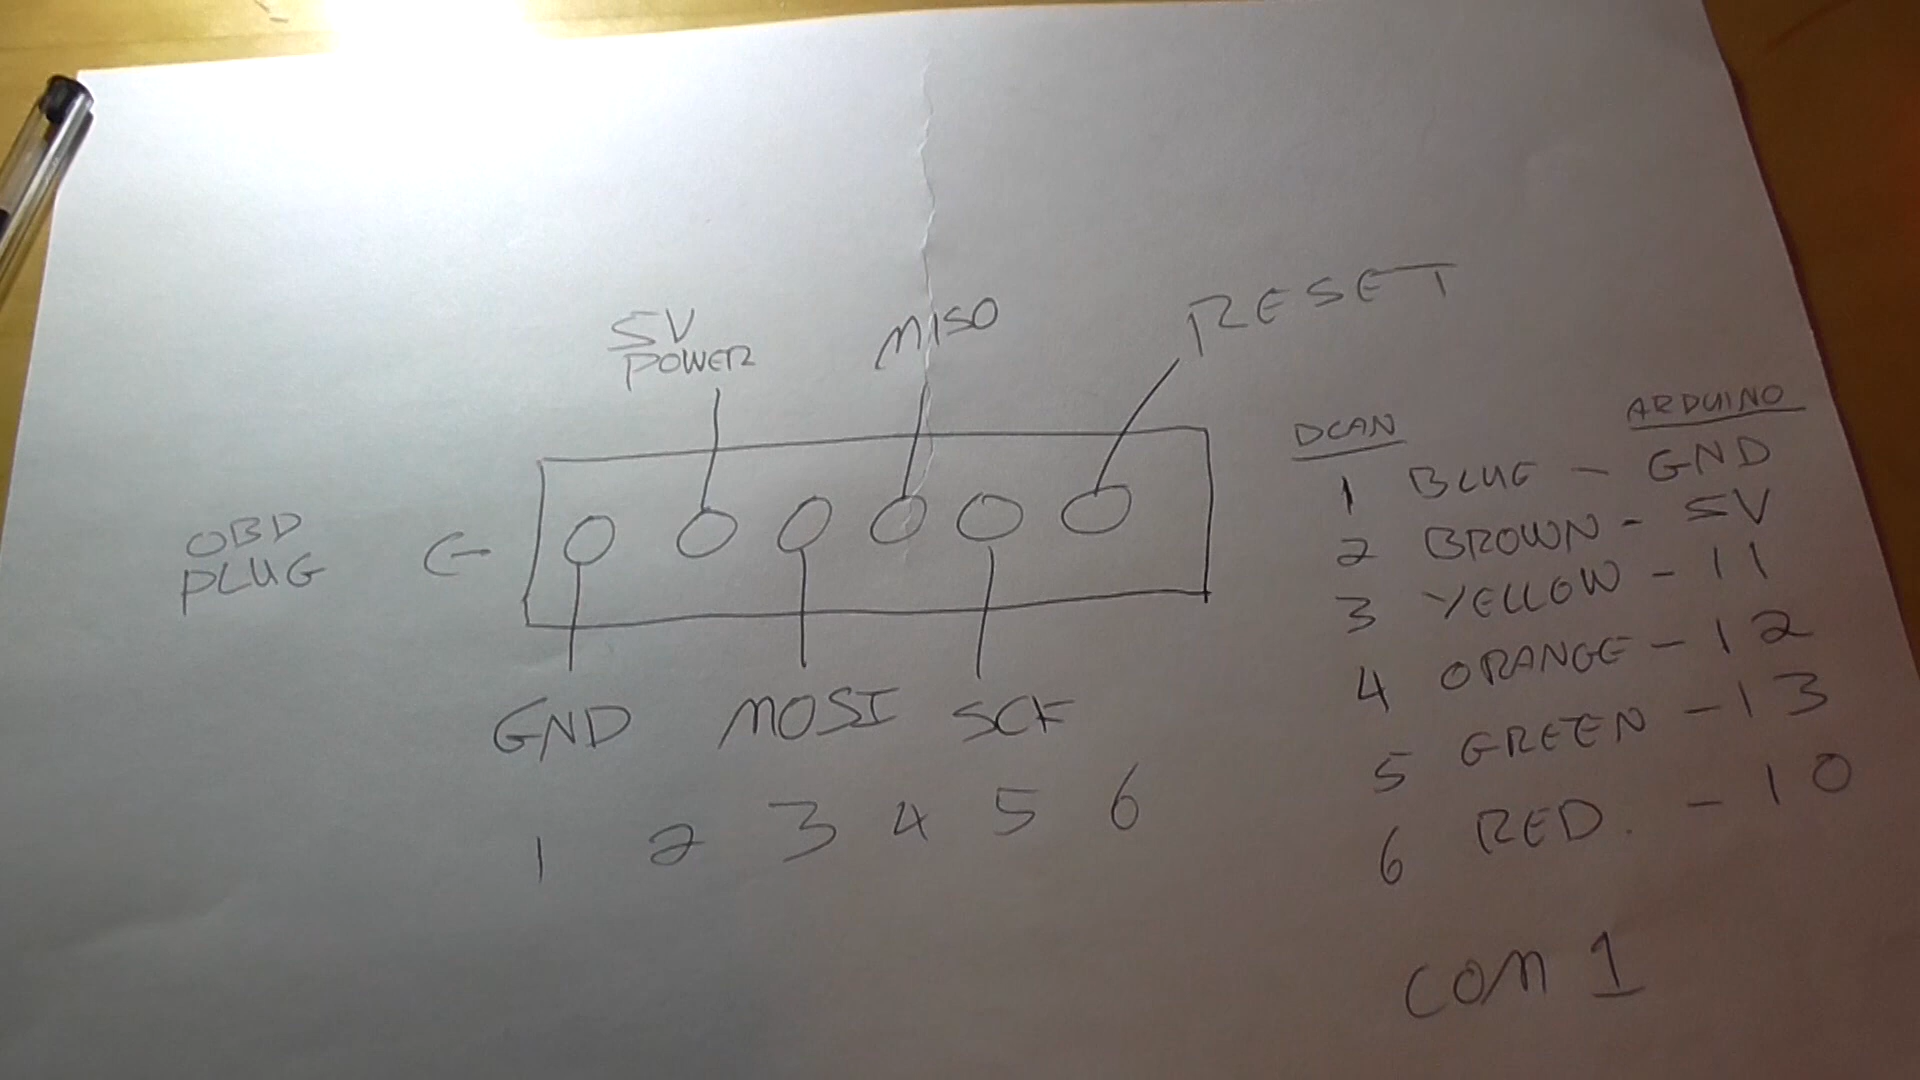 5V
POWER
MISO
RESET
OBD
PLUG
GND
MOSI
SCK
1 2 3 4 5 6
DCAN ARDUINO
1 BLUE - GND
2 BROWN - 5V
3 YELLOW - 11
4 ORANGE - 12
5 GREEN - 13
6 RED. - 10
COM 1